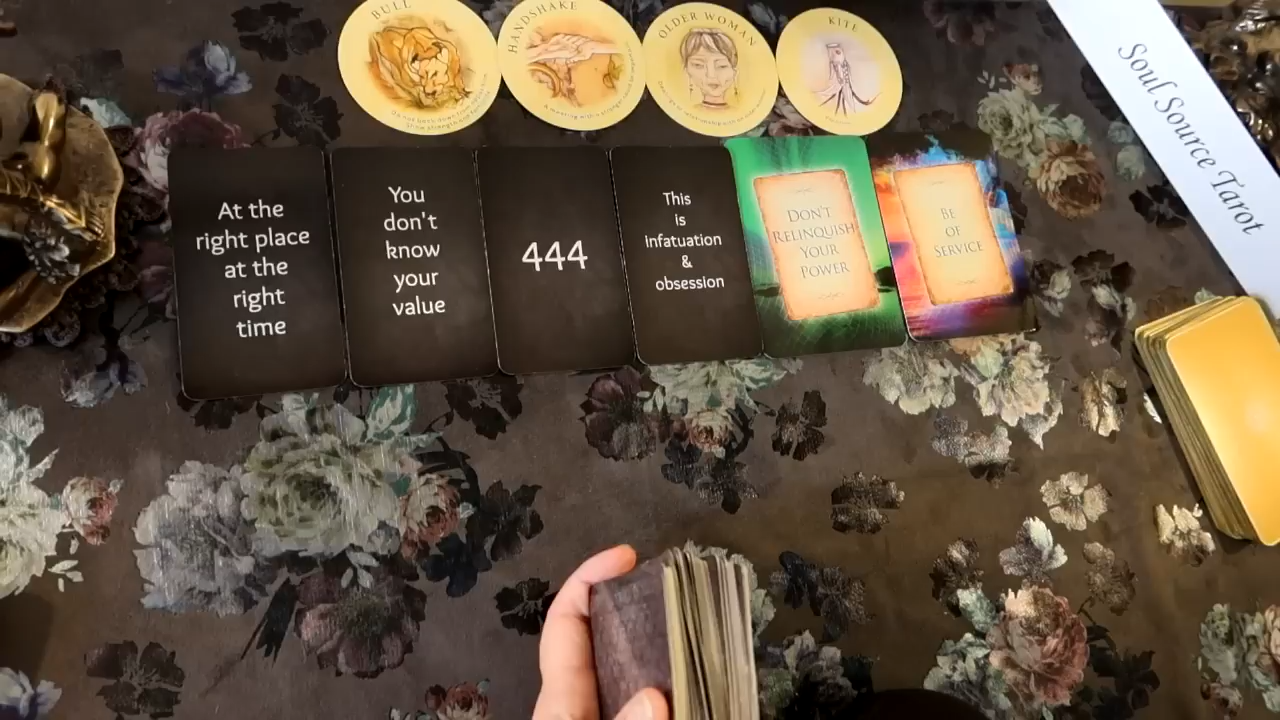 BULL
HANDSHAKE
OLDER WOMAN
KITE
Soul Source Tarot
At the
right place
at the
right
time
You
don't
know
your
value
444
This
is
infatuation
&
obsession
DON'T
RELINQUISH
YOUR
POWER
BE
OF
SERVICE